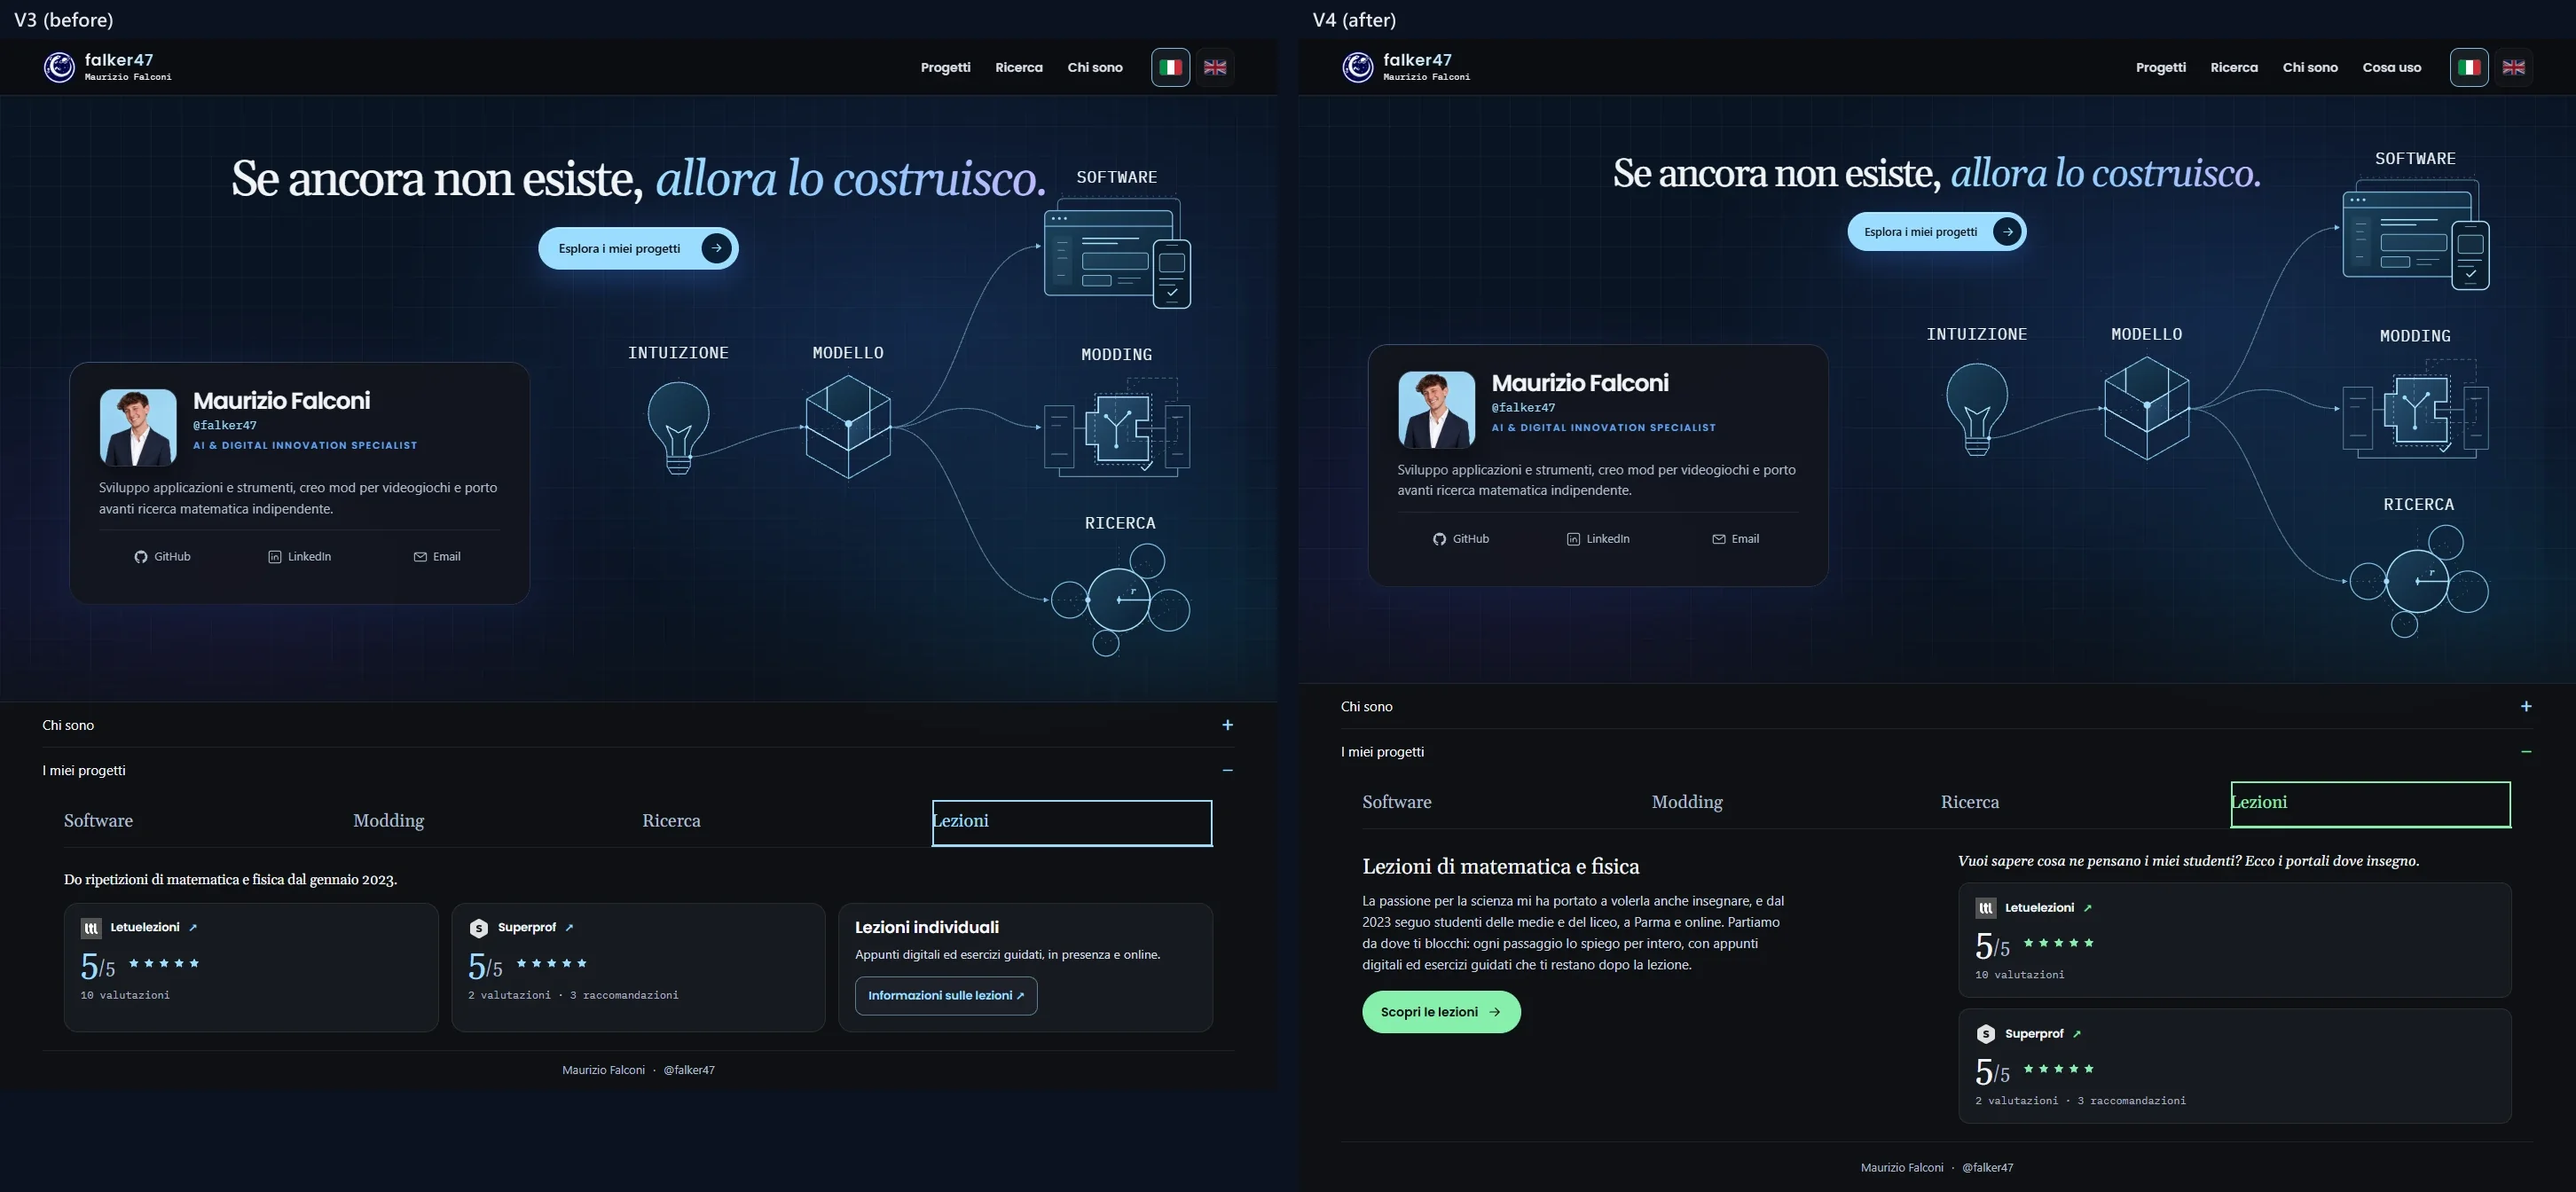 V3 (before)
falker47
Maurizio Falconi
Progetti
Ricerca
Chi sono
Se ancora non esiste, allora lo costruisco.
Esplora i miei progetti
SOFTWARE
INTUIZIONE
MODELLO
MODDING
RICERCA
r
Maurizio Falconi
@falker47
AI & DIGITAL INNOVATION SPECIALIST
Sviluppo applicazioni e strumenti, creo mod per videogiochi e porto
avanti ricerca matematica indipendente.
GitHub
LinkedIn
Email
Chi sono
+
I miei progetti
−
Software
Modding
Ricerca
Lezioni
Do ripetizioni di matematica e fisica dal gennaio 2023.
Letuelezioni ↗
5/5 ★ ★ ★ ★ ★
10 valutazioni
S
Superprof ↗
5/5 ★ ★ ★ ★ ★
2 valutazioni · 3 raccomandazioni
Lezioni individuali
Appunti digitali ed esercizi guidati, in presenza e online.
Informazioni sulle lezioni ↗
Maurizio Falconi · @falker47
V4 (after)
falker47
Maurizio Falconi
Progetti
Ricerca
Chi sono
Cosa uso
Se ancora non esiste, allora lo costruisco.
Esplora i miei progetti
SOFTWARE
INTUIZIONE
MODELLO
MODDING
RICERCA
r
Maurizio Falconi
@falker47
AI & DIGITAL INNOVATION SPECIALIST
Sviluppo applicazioni e strumenti, creo mod per videogiochi e porto
avanti ricerca matematica indipendente.
GitHub
LinkedIn
Email
Chi sono
+
I miei progetti
−
Software
Modding
Ricerca
Lezioni
Lezioni di matematica e fisica
La passione per la scienza mi ha portato a volerla anche insegnare, e dal
2023 seguo studenti delle medie e del liceo, a Parma e online. Partiamo
da dove ti blocchi: ogni passaggio lo spiego per intero, con appunti
digitali ed esercizi guidati che ti restano dopo la lezione.
Scopri le lezioni →
Vuoi sapere cosa ne pensano i miei studenti? Ecco i portali dove insegno.
Letuelezioni ↗
5/5 ★ ★ ★ ★ ★
10 valutazioni
S
Superprof ↗
5/5 ★ ★ ★ ★ ★
2 valutazioni · 3 raccomandazioni
Maurizio Falconi · @falker47